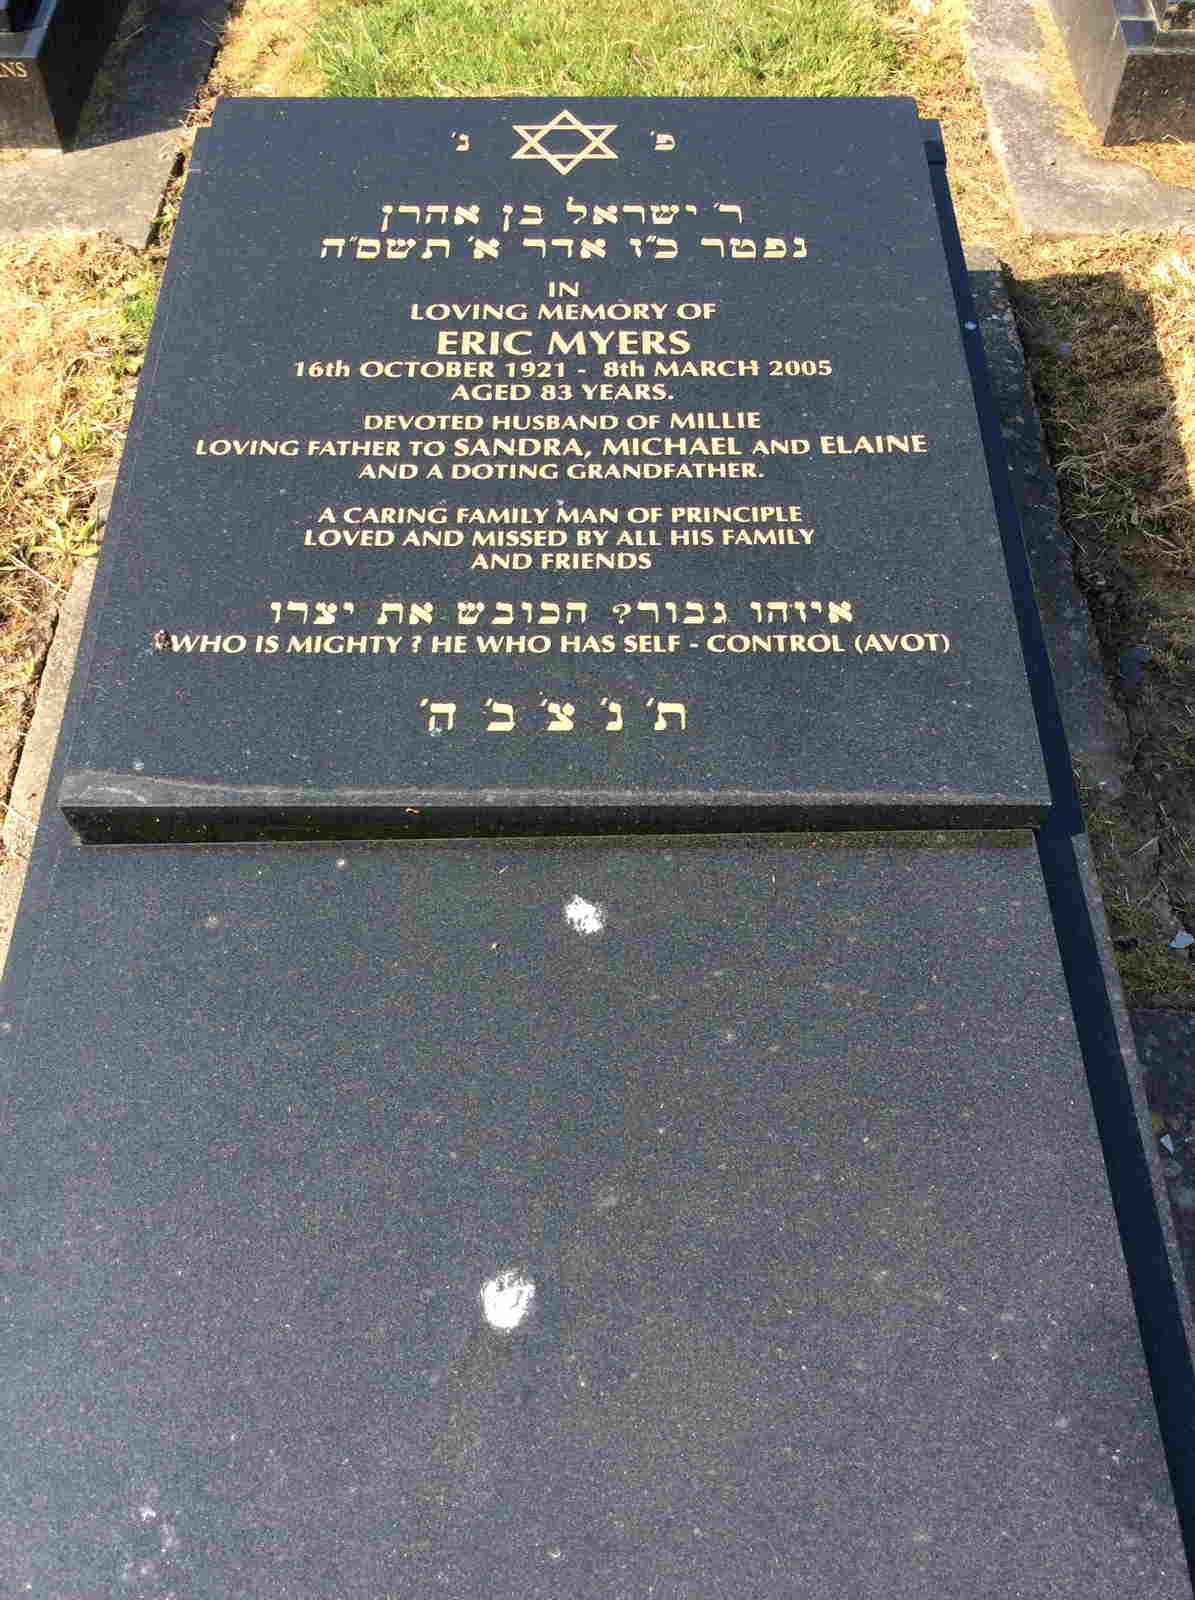 פ׳ נ׳
ר׳ ישראל בן אהרן
נפטר כ״ז אדר א׳ תשס״ה
IN
LOVING MEMORY OF
ERIC MYERS
16th OCTOBER 1921 - 8th MARCH 2005
AGED 83 YEARS.
DEVOTED HUSBAND OF MILLIE
LOVING FATHER TO SANDRA, MICHAEL AND ELAINE
AND A DOTING GRANDFATHER.
A CARING FAMILY MAN OF PRINCIPLE
LOVED AND MISSED BY ALL HIS FAMILY
AND FRIENDS
איזהו גבור? הכובש את יצרו
WHO IS MIGHTY ? HE WHO HAS SELF - CONTROL (AVOT)
ת׳ נ׳ צ׳ ב׳ ה׳